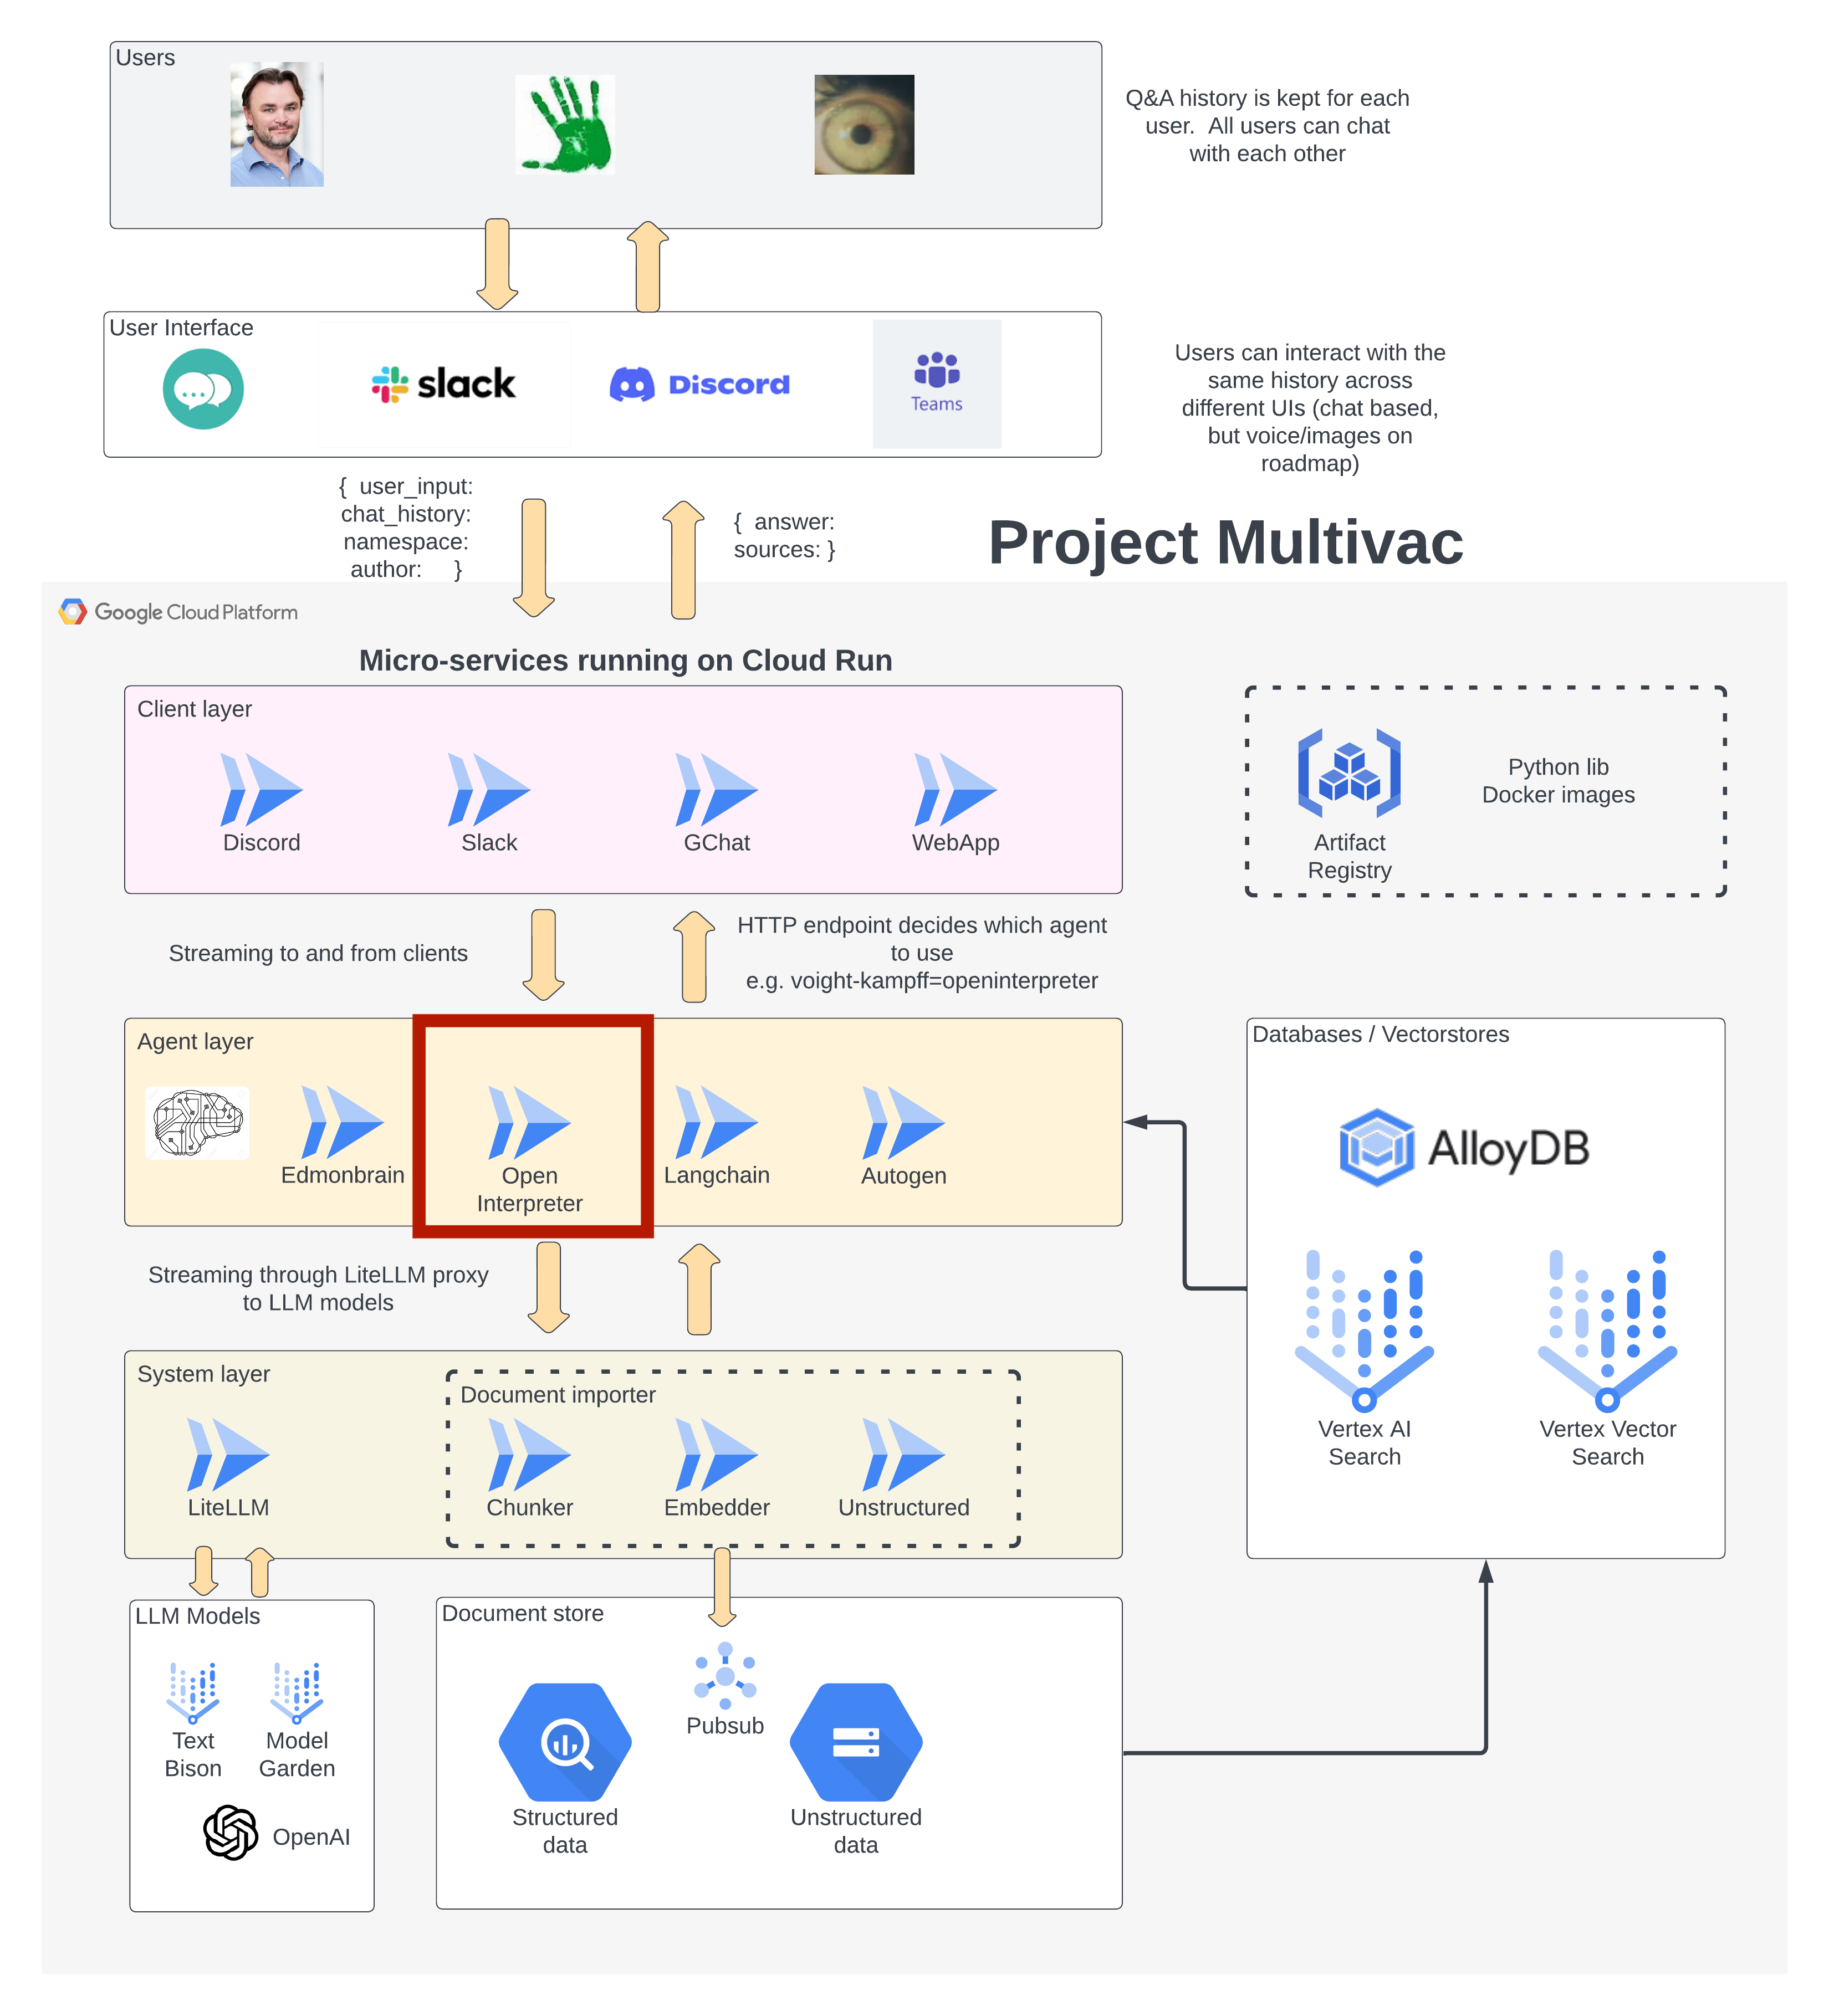 Users
Q&A history is kept for each
user.  All users can chat
with each other
User Interface
slack
Discord
Teams
Users can interact with the
same history across
different UIs (chat based,
but voice/images on
roadmap)
{  user_input:
chat_history:
namespace:
author:     }
{  answer:
sources: }
Project Multivac
Google Cloud Platform
Micro-services running on Cloud Run
Client layer
Discord
Slack
GChat
WebApp
Artifact
Registry
Python lib
Docker images
Streaming to and from clients
HTTP endpoint decides which agent
to use
e.g. voight-kampff=openinterpreter
Agent layer
Edmonbrain
Open
Interpreter
Langchain
Autogen
Databases / Vectorstores
AlloyDB
Vertex AI
Search
Vertex Vector
Search
Streaming through LiteLLM proxy
to LLM models
System layer
LiteLLM
Document importer
Chunker
Embedder
Unstructured
LLM Models
Text
Bison
Model
Garden
OpenAI
Document store
Pubsub
Structured
data
Unstructured
data